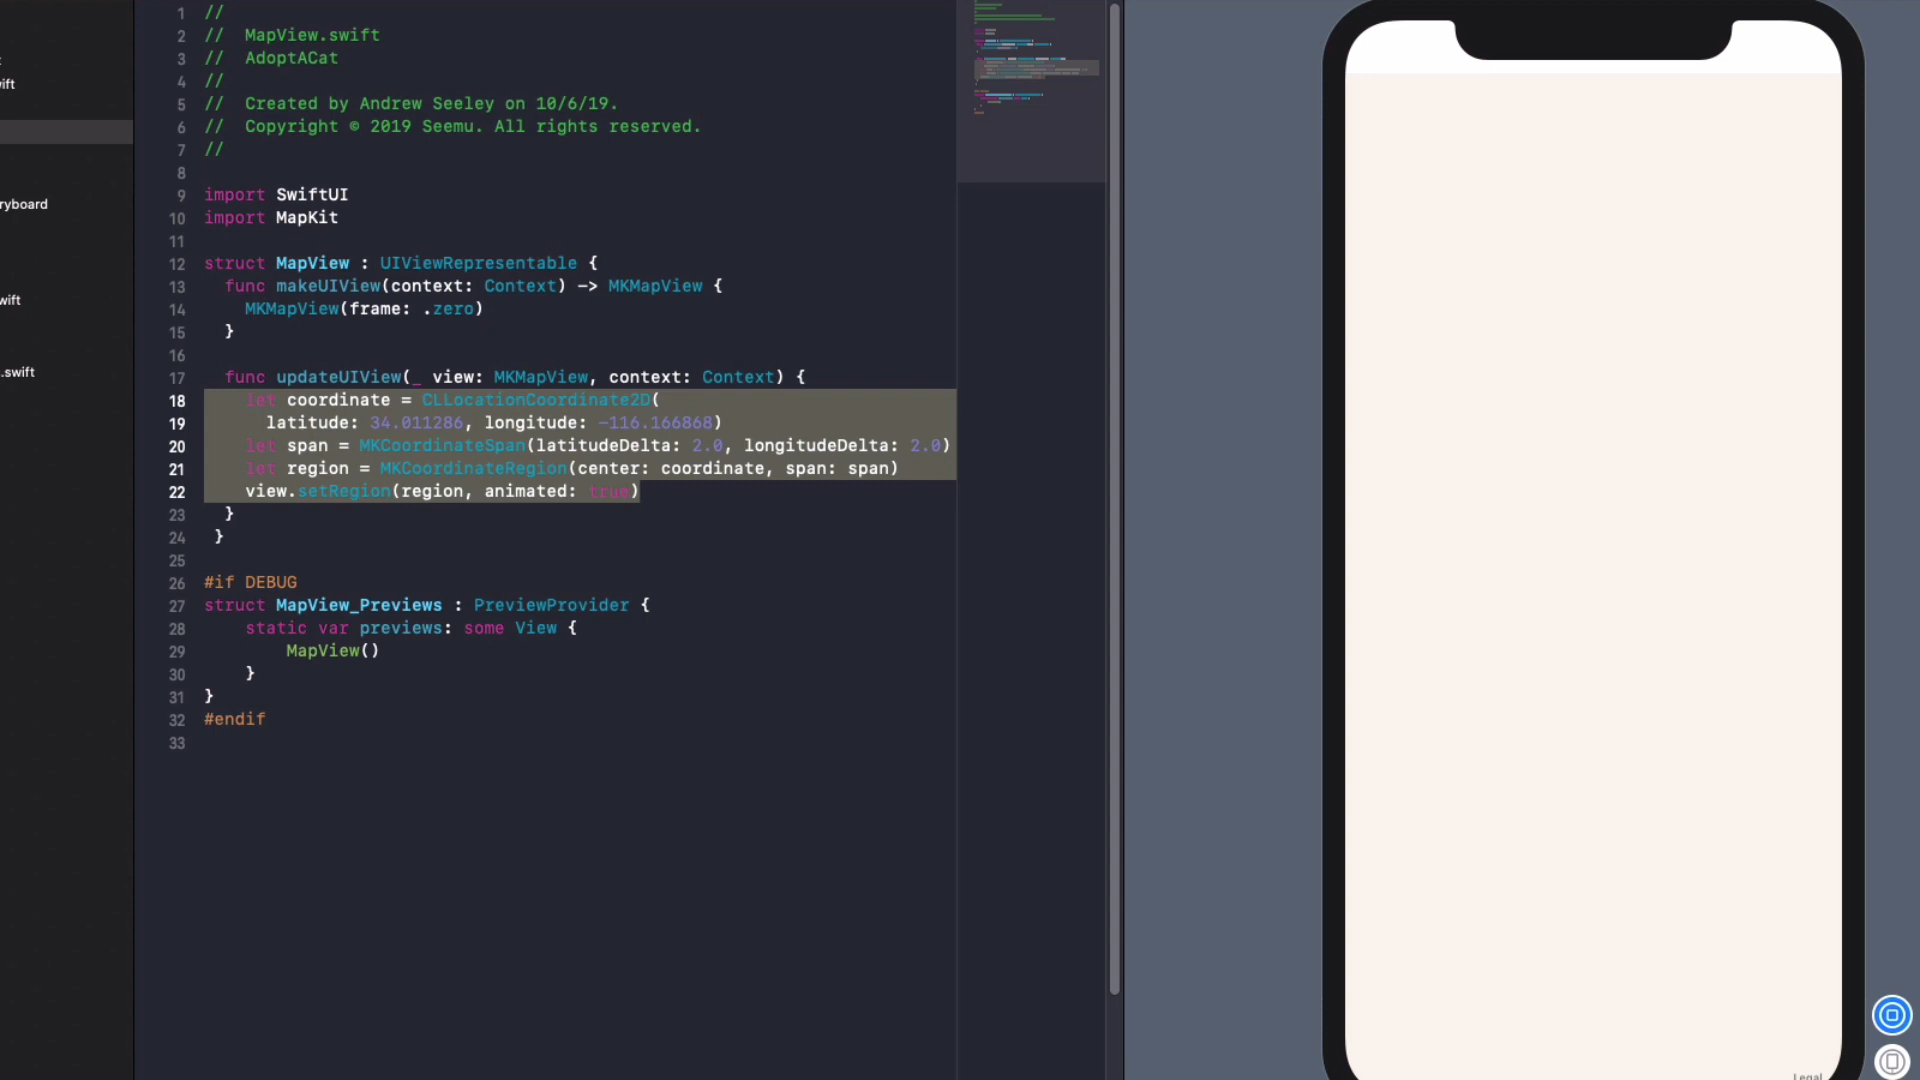 ift
ryboard
wift
.swift
1 //
2 // MapView.swift
3 // AdoptACat
4 //
5 // Created by Andrew Seeley on 10/6/19.
6 // Copyright © 2019 Seemu. All rights reserved.
7 //
8
9 import SwiftUI
10 import MapKit
11
12 struct MapView : UIViewRepresentable {
13 func makeUIView(context: Context) -> MKMapView {
14 MKMapView(frame: .zero)
15 }
16
17 func updateUIView(_ view: MKMapView, context: Context) {
18 let coordinate = CLLocationCoordinate2D(
19 latitude: 34.011286, longitude: -116.166868)
20 let span = MKCoordinateSpan(latitudeDelta: 2.0, longitudeDelta: 2.0)
21 let region = MKCoordinateRegion(center: coordinate, span: span)
22 view.setRegion(region, animated: true)
23 }
24 }
25
26 #if DEBUG
27 struct MapView_Previews : PreviewProvider {
28 static var previews: some View {
29 MapView()
30 }
31 }
32 #endif
33
Legal